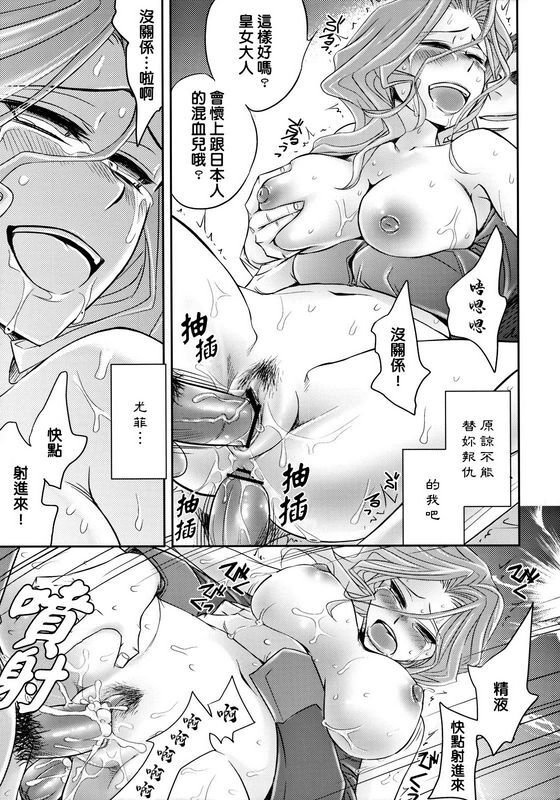 這樣好嗎？
皇女大人
會懷上跟日本人
的混血兒哦？
沒關係…啦啊
唔嗯嗯
沒關係！
抽插
抽插
原諒不能
替妳報仇
的我吧
尤菲…
快點
射進來！
噴射
精液
快點射進來
啊
啊啊啊啊